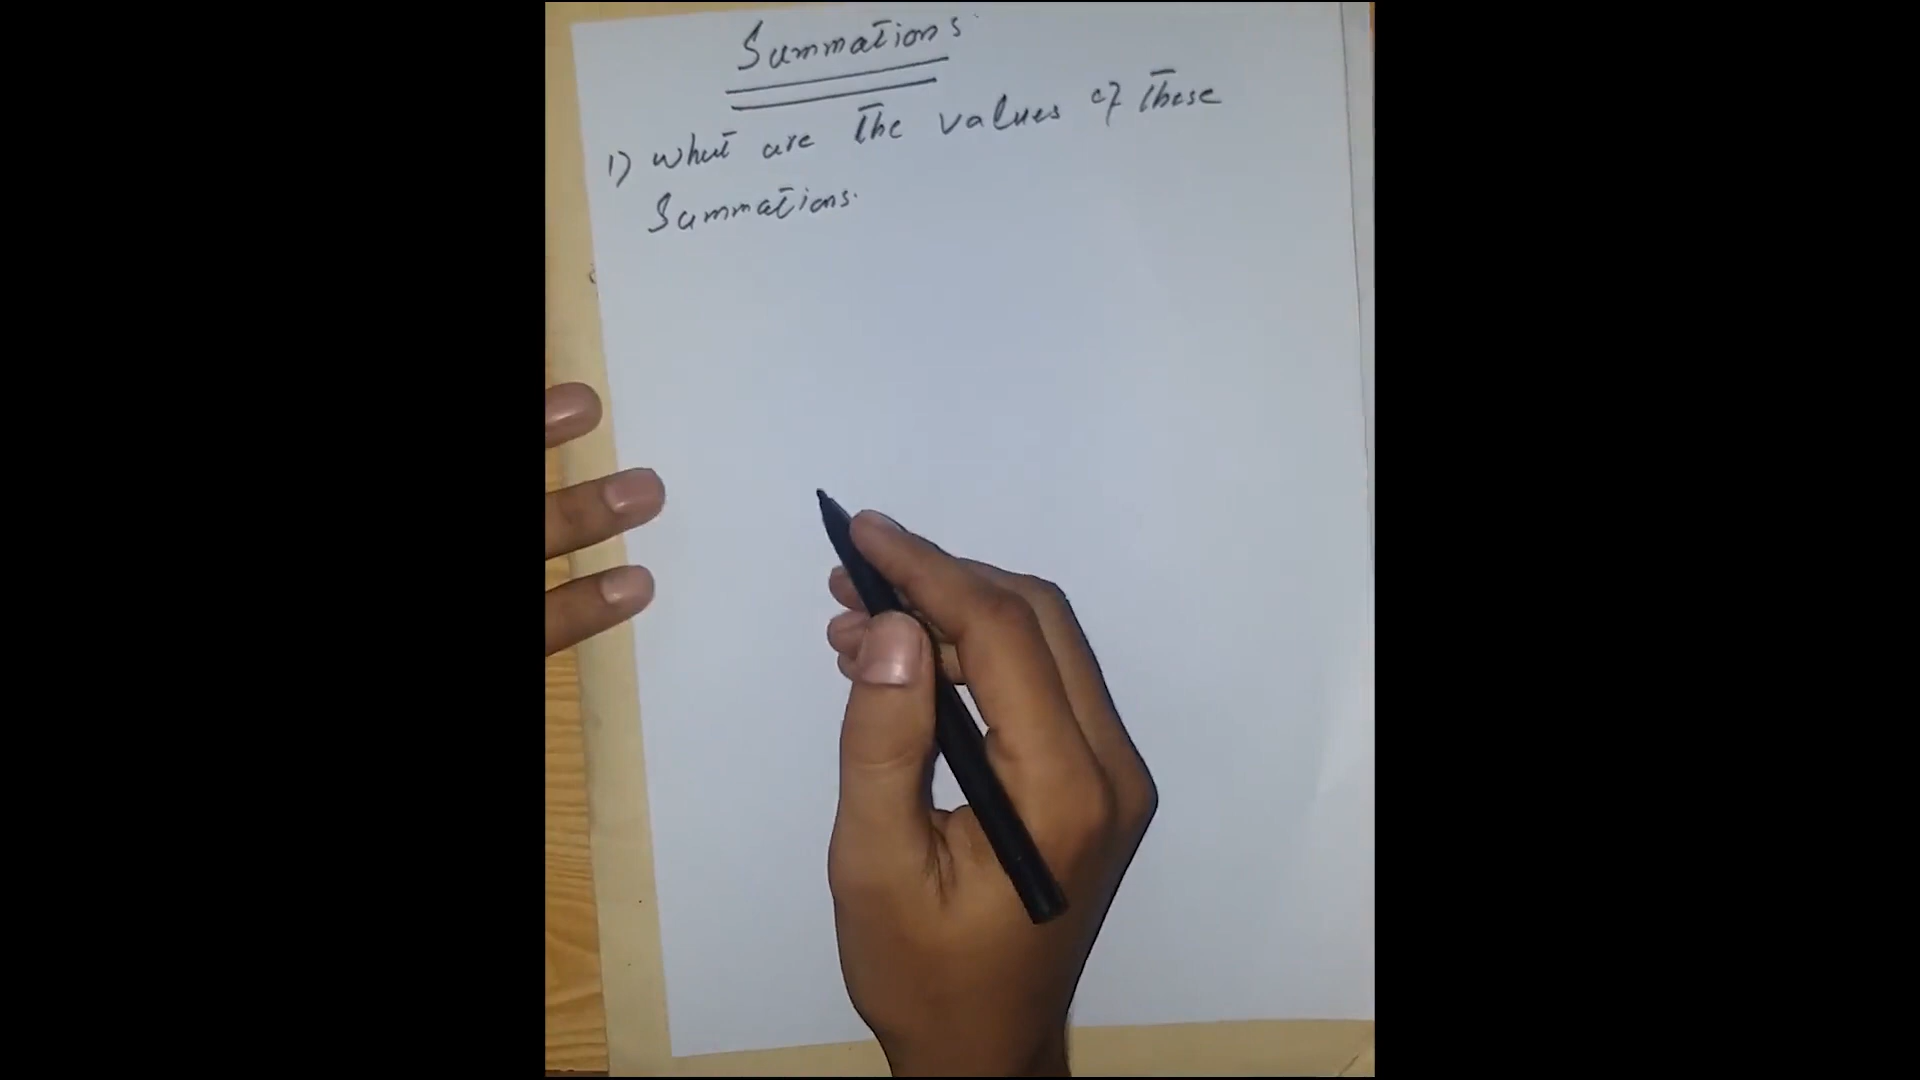 Summations
1) What are the values of these
Summations.